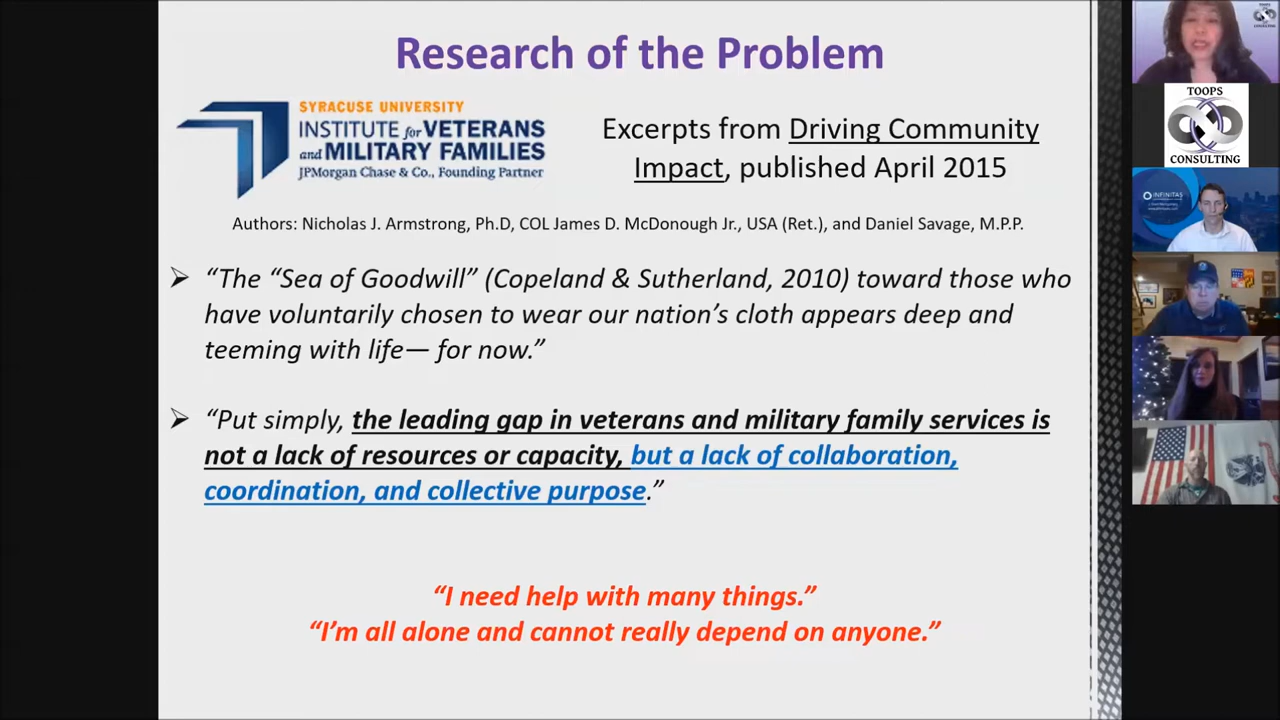 Research of the Problem
SYRACUSE UNIVERSITY
INSTITUTE for VETERANS
and MILITARY FAMILIES
JPMorgan Chase & Co., Founding Partner
Excerpts from Driving Community
Impact, published April 2015
Authors: Nicholas J. Armstrong, Ph.D, COL James D. McDonough Jr., USA (Ret.), and Daniel Savage, M.P.P.
➤ “The “Sea of Goodwill” (Copeland & Sutherland, 2010) toward those who
have voluntarily chosen to wear our nation’s cloth appears deep and
teeming with life— for now.”
➤ “Put simply, the leading gap in veterans and military family services is
not a lack of resources or capacity, but a lack of collaboration,
coordination, and collective purpose.”
“I need help with many things.”
“I’m all alone and cannot really depend on anyone.”
TOOPS
CONSULTING
TOOPS
CONSULTING
INFINITAS